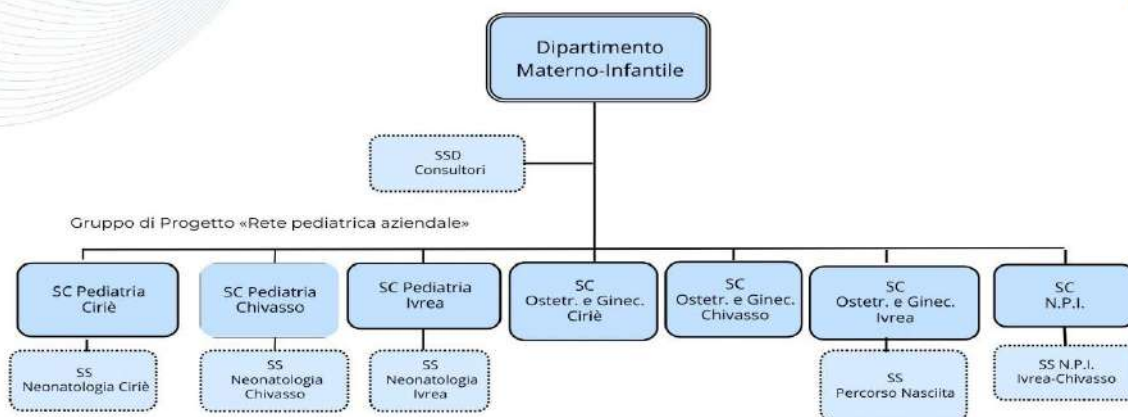 Dipartimento
Materno-Infantile
SSD
Consultori
Gruppo di Progetto «Rete pediatrica aziendale»
SC Pediatria
Ciriè
SC Pediatria
Chivasso
SC Pediatria
Ivrea
SC
Ostetr. e Ginec.
Ciriè
SC
Ostetr. e Ginec.
Chivasso
SC
Ostetr. e Ginec.
Ivrea
SC
N.P.I.
SS
Neonatologia Ciriè
SS
Neonatologia
Chivasso
SS
Neonatologia
Ivrea
SS
Percorso Nasciita
SS N.P.I.
Ivrea-Chivasso